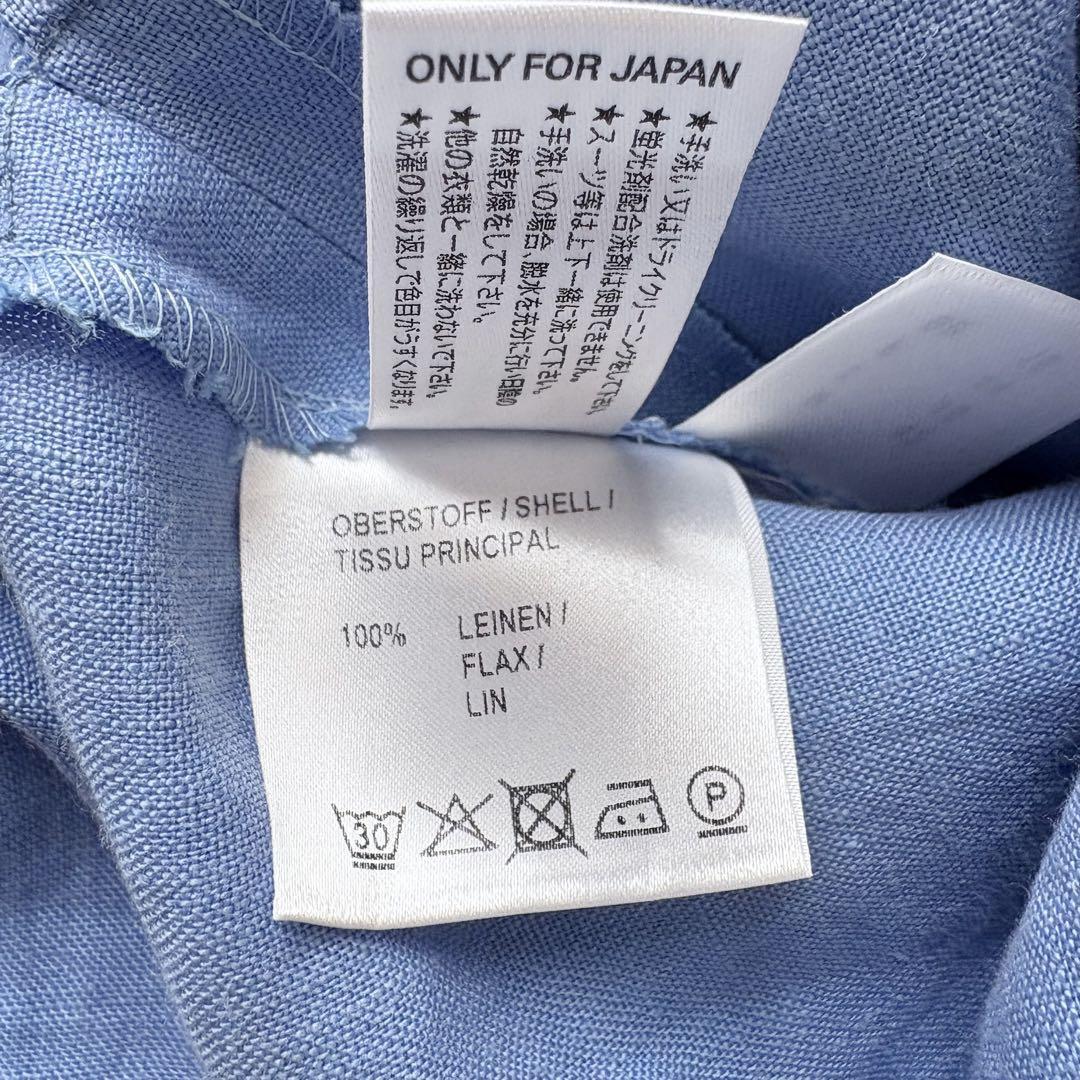 ONLY FOR JAPAN
★手洗い又はドライクリーニングをして下さい。
★蛍光剤配合洗剤は使用できません。
★スーツ等は上下一緒に洗って下さい。
★手洗いの場合、脱水を充分に行い日陰の
自然乾燥をして下さい。
★他の衣類と一緒に洗わないで下さい。
★洗濯の繰り返しで色目がうすくなります。
OBERSTOFF / SHELL /
TISSU PRINCIPAL
100% LEINEN /
FLAX /
LIN
30
P